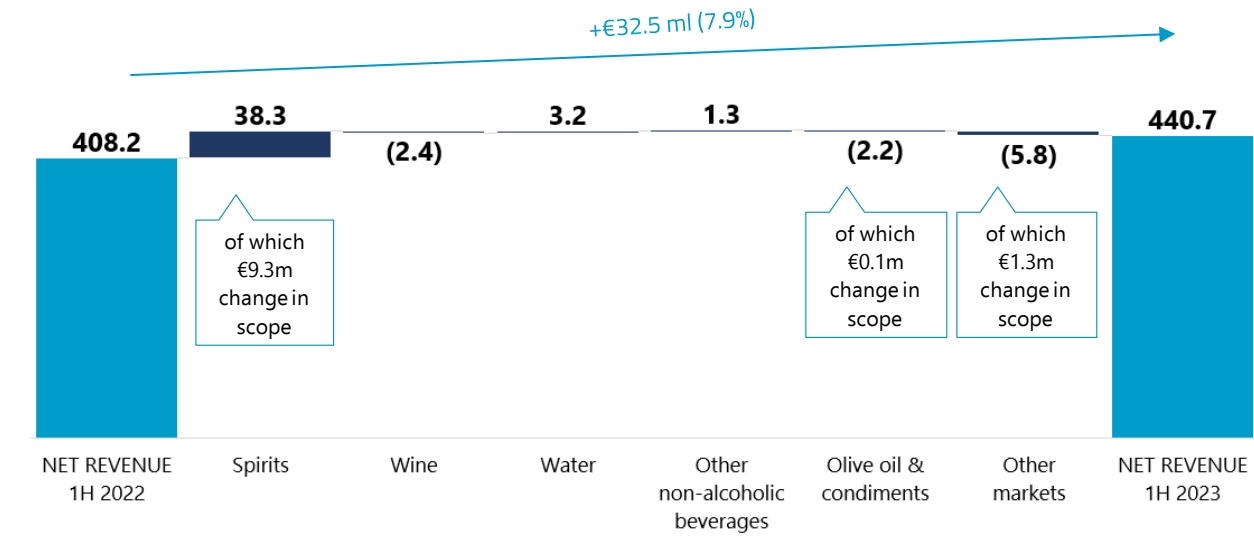 +€32.5 ml (7.9%)
408.2
38.3
(2.4)
3.2
1.3
(2.2)
(5.8)
440.7
of which
€9.3m
change in
scope
of which
€0.1m
change in
scope
of which
€1.3m
change in
scope
NET REVENUE
1H 2022
Spirits
Wine
Water
Other
non-alcoholic
beverages
Olive oil &
condiments
Other
markets
NET REVENUE
1H 2023